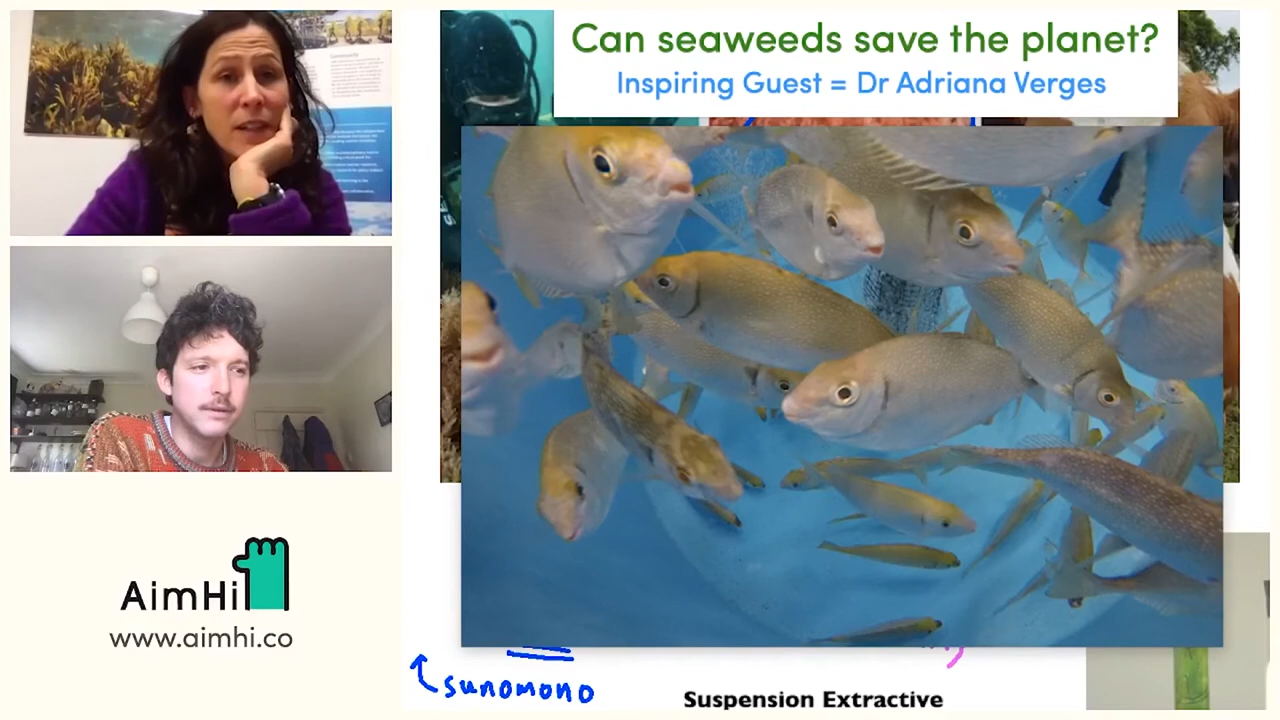 Can seaweeds save the planet?
Inspiring Guest = Dr Adriana Verges
AimHi
www.aimhi.co
sunomono
Suspension Extractive